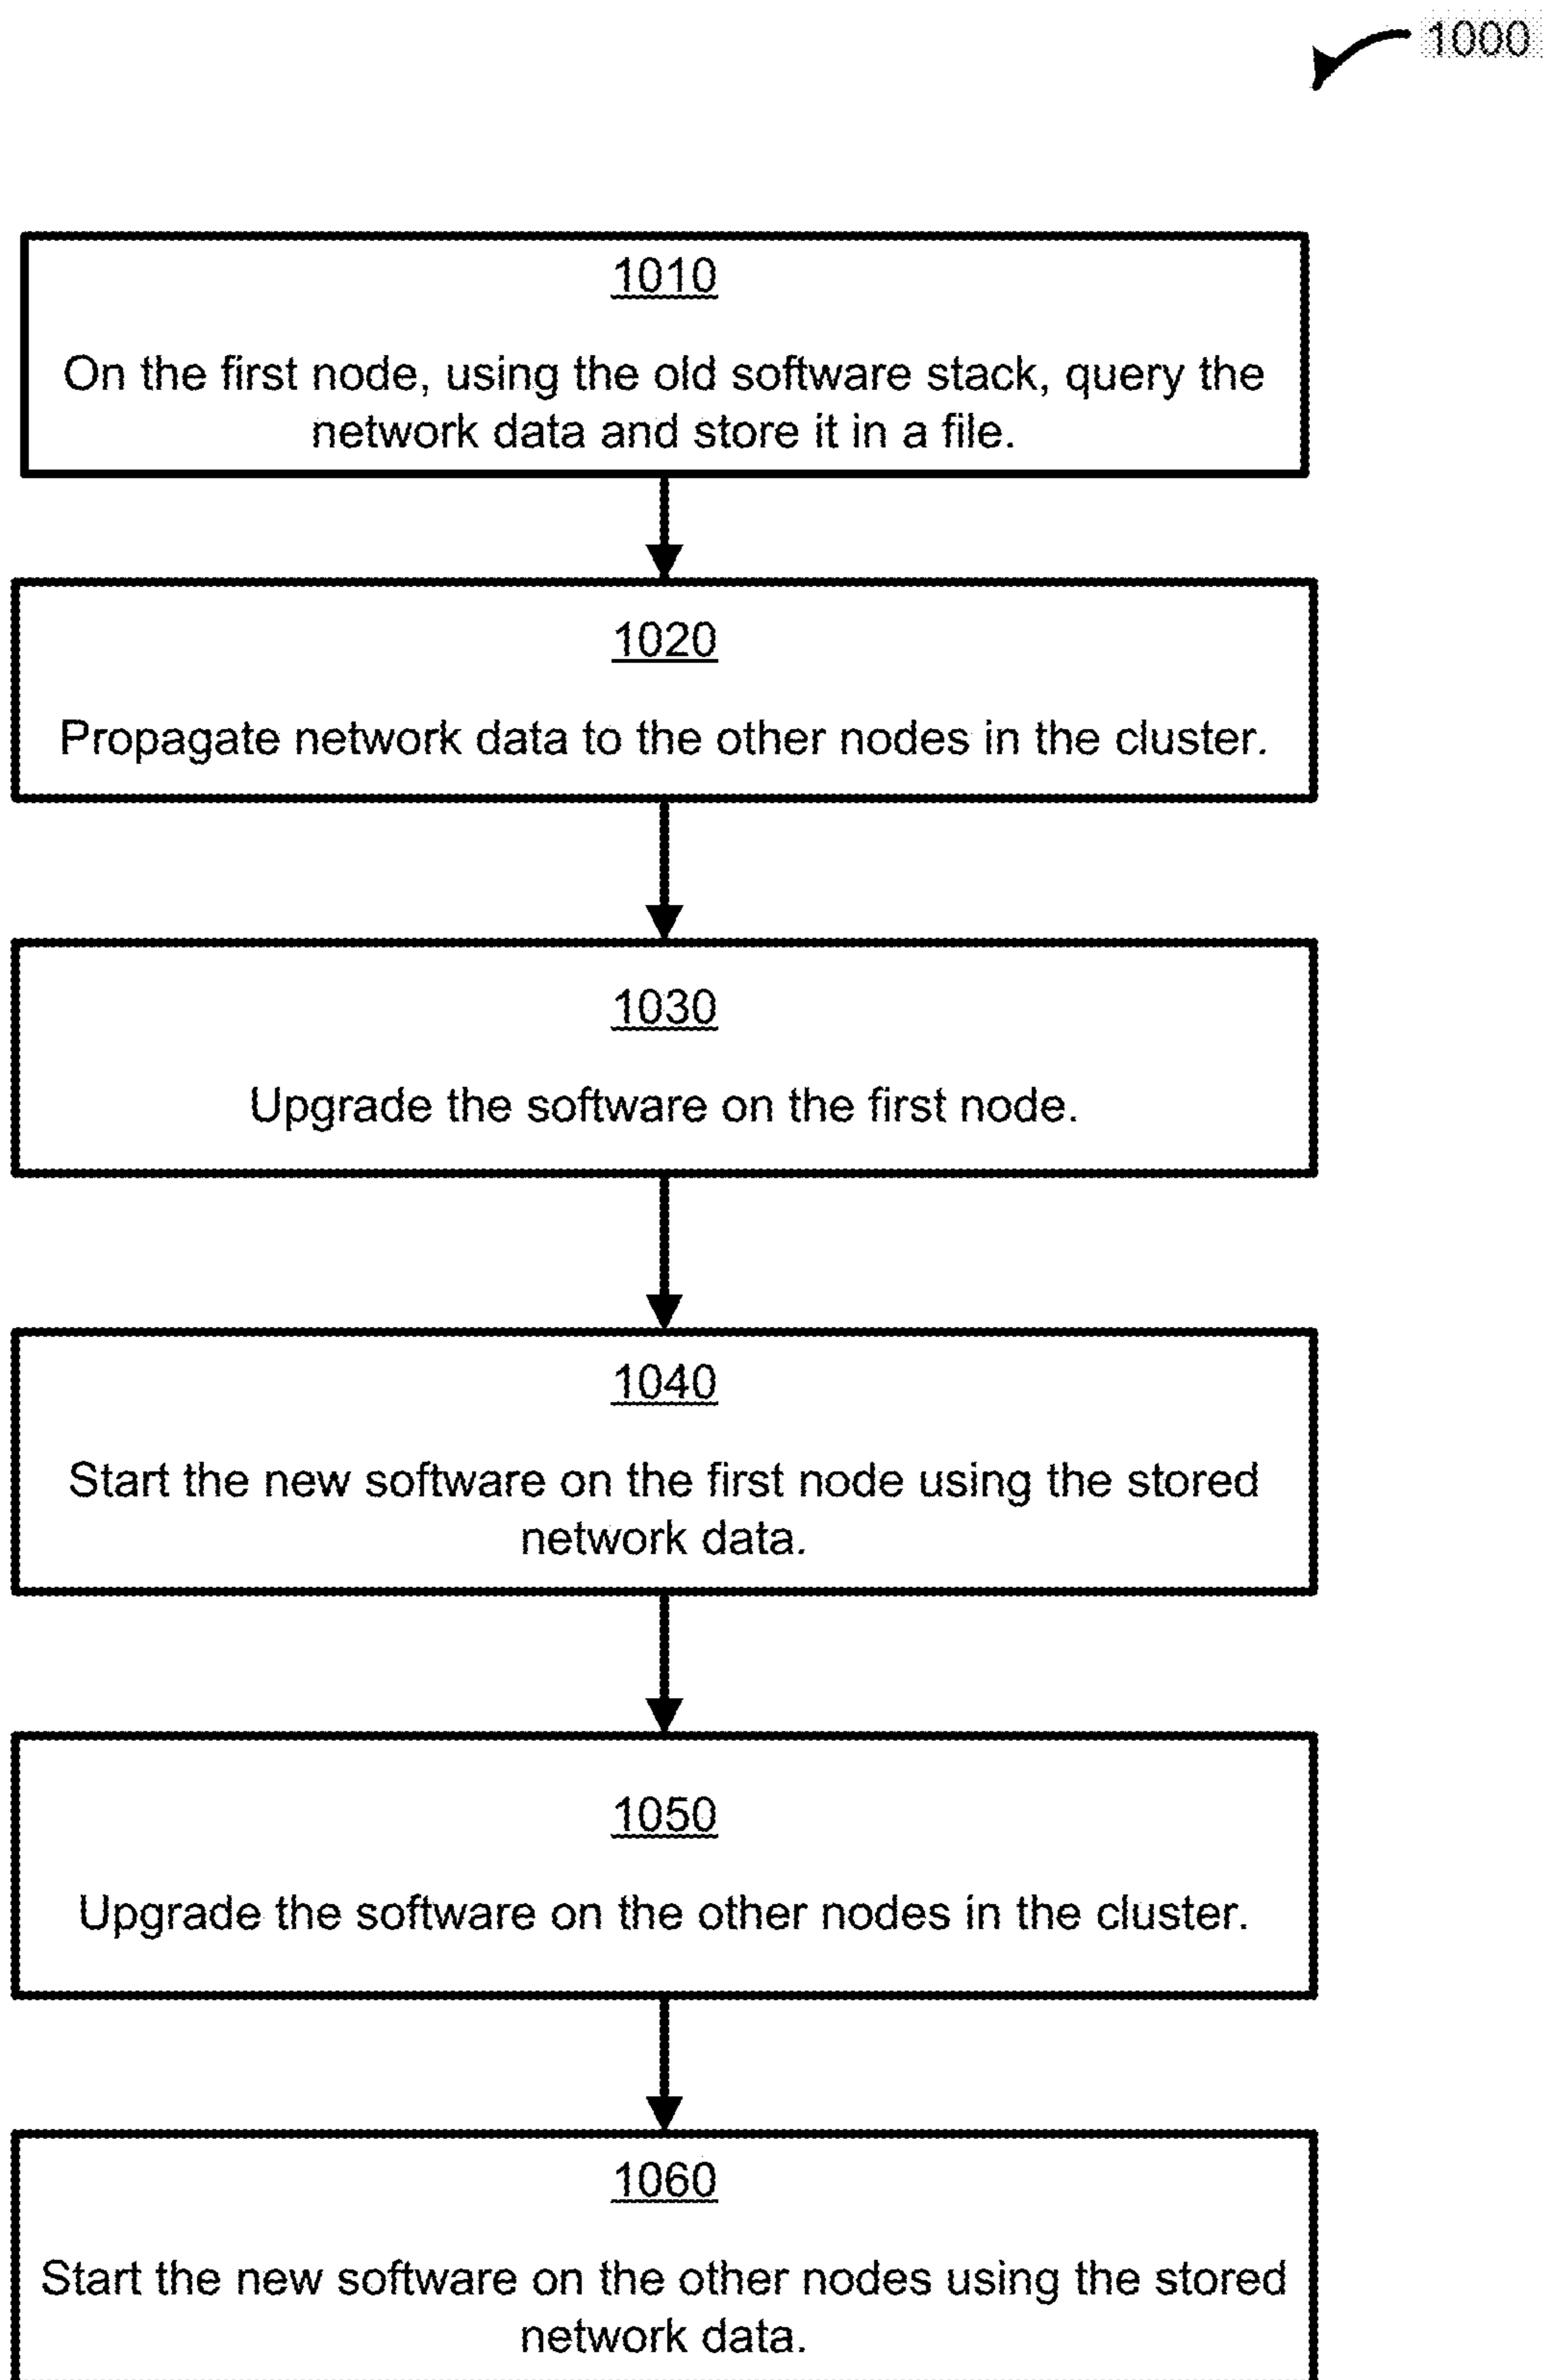 1000
1010
On the first node, using the old software stack, query the
network data and store it in a file.
1020
Propagate network data to the other nodes in the cluster.
1030
Upgrade the software on the first node.
1040
Start the new software on the first node using the stored
network data.
1050
Upgrade the software on the other nodes in the cluster.
1060
Start the new software on the other nodes using the stored
network data.